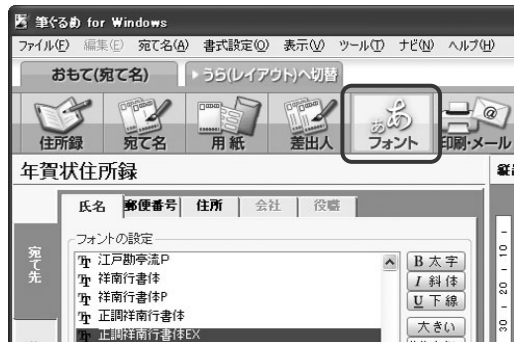 筆ぐるめ for Windows
ファイル(F) 編集(E) 宛て名(A) 書式設定(O) 表示(V) ツール(T) ナビ(N) ヘルプ(H)
おもて(宛て名) うら(レイアウト)へ切替
住所録 宛て名 用紙 差出人 フォント 印刷・メール
年賀状住所録
氏名 郵便番号 住所 会社 役職
宛て先
フォントの設定
江戸勘亭流P
祥南行書体
祥南行書体P
正調祥南行書体
正調祥南行書体EX
B 太字
I 斜体
U 下線
大きい
10
20
30